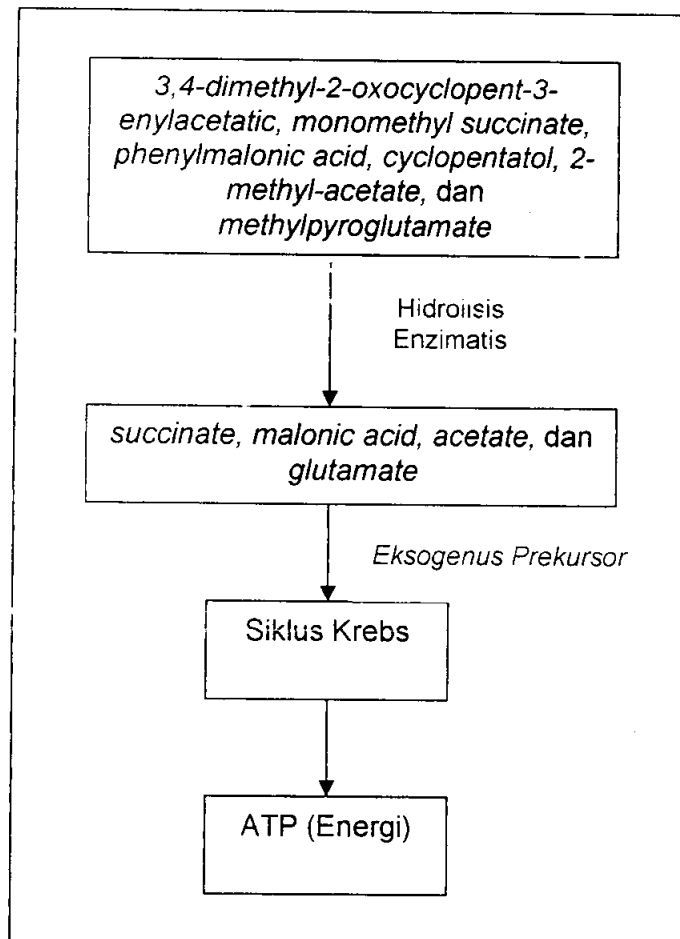 3,4-dimethyl-2-oxocyclopent-3-
enylacetatic, monomethyl succinate,
phenylmalonic acid, cyclopentatol, 2-
methyl-acetate, dan
methylpyroglutamate
Hidrolisis
Enzimatis
succinate, malonic acid, acetate, dan
glutamate
Eksogenus Prekursor
Siklus Krebs
ATP (Energi)